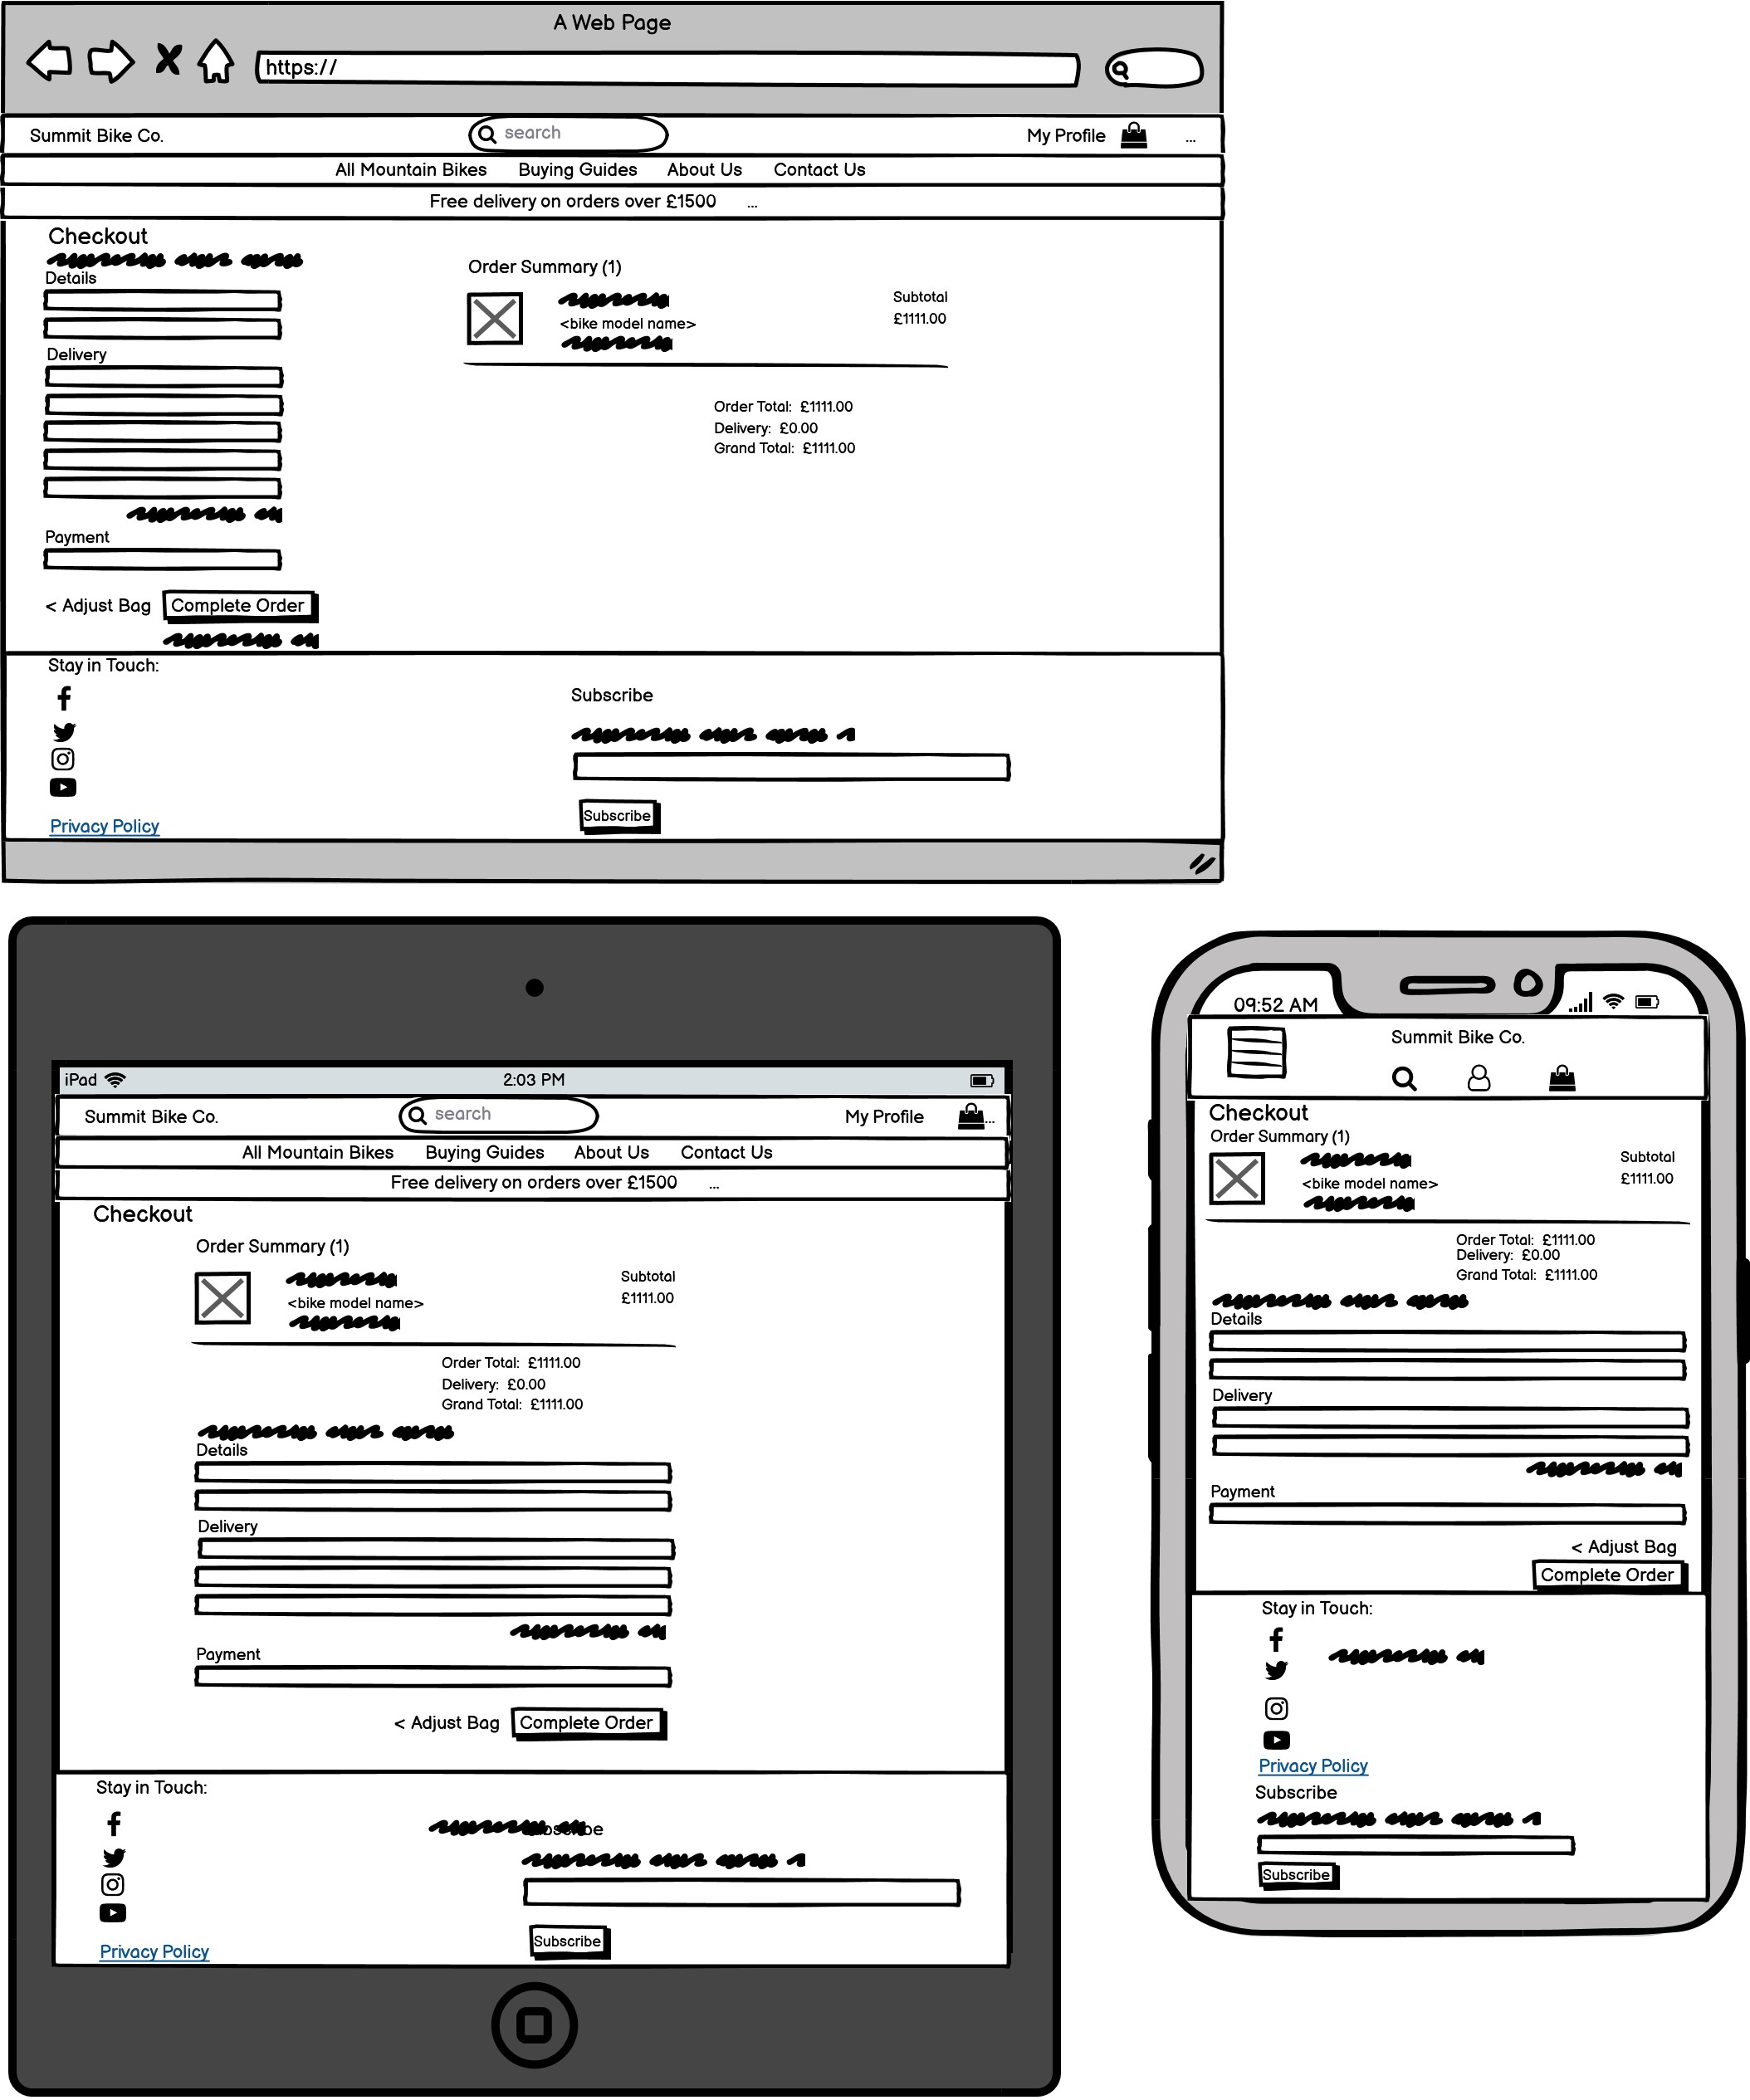 A Web Page
https://
Summit Bike Co. search My Profile ...
All Mountain Bikes Buying Guides About Us Contact Us
Free delivery on orders over £1500 ...
Checkout
Details
Delivery
Payment
< Adjust Bag Complete Order
Order Summary (1)
<bike model name>
Subtotal
£1111.00
Order Total: £1111.00
Delivery: £0.00
Grand Total: £1111.00
Stay in Touch:
Privacy Policy
Subscribe
Subscribe
iPad 2:03 PM
Summit Bike Co. search My Profile ...
All Mountain Bikes Buying Guides About Us Contact Us
Free delivery on orders over £1500 ...
Checkout
Order Summary (1)
<bike model name>
Subtotal
£1111.00
Order Total: £1111.00
Delivery: £0.00
Grand Total: £1111.00
Details
Delivery
Payment
< Adjust Bag Complete Order
Stay in Touch:
Privacy Policy
Subscribe
09:52 AM
Summit Bike Co.
Checkout
Order Summary (1)
<bike model name>
Subtotal
£1111.00
Order Total: £1111.00
Delivery: £0.00
Grand Total: £1111.00
Details
Delivery
Payment
< Adjust Bag
Complete Order
Stay in Touch:
Privacy Policy
Subscribe
Subscribe